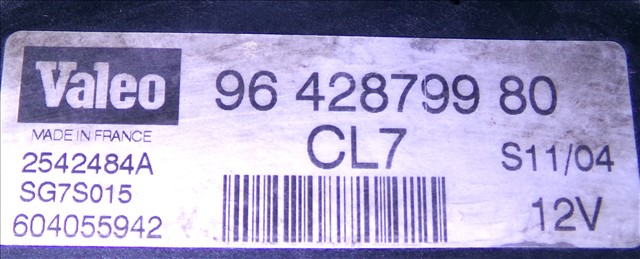 Valeo
96 428799 80
MADE IN FRANCE
CL7
2542484A
S11/04
SG7S015
12V
604055942